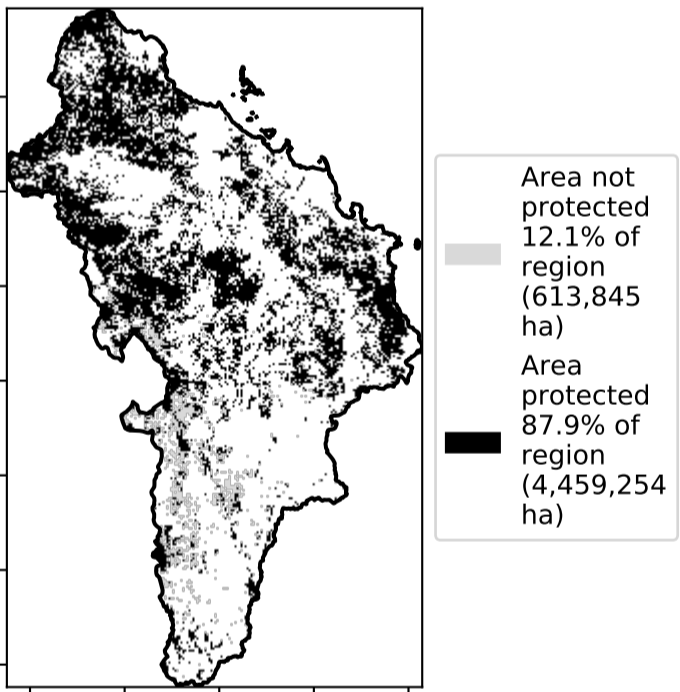 Area not
protected
12.1% of
region
(613,845
ha)
Area
protected
87.9% of
region
(4,459,254
ha)